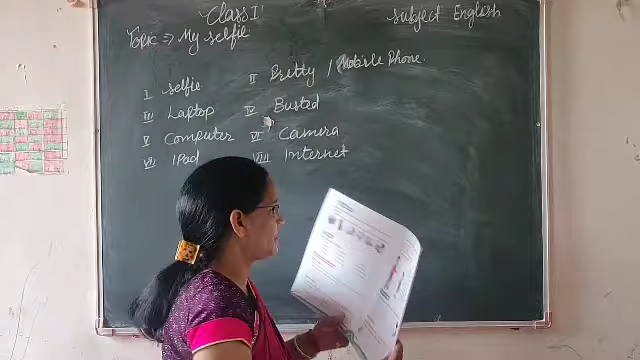 Class I Subject English
Topic => My selfie
I selfie II Pretty / Mobile Phone.
III Laptop IV Busted
V Computer VI Camera
VII IPad VIII Internet